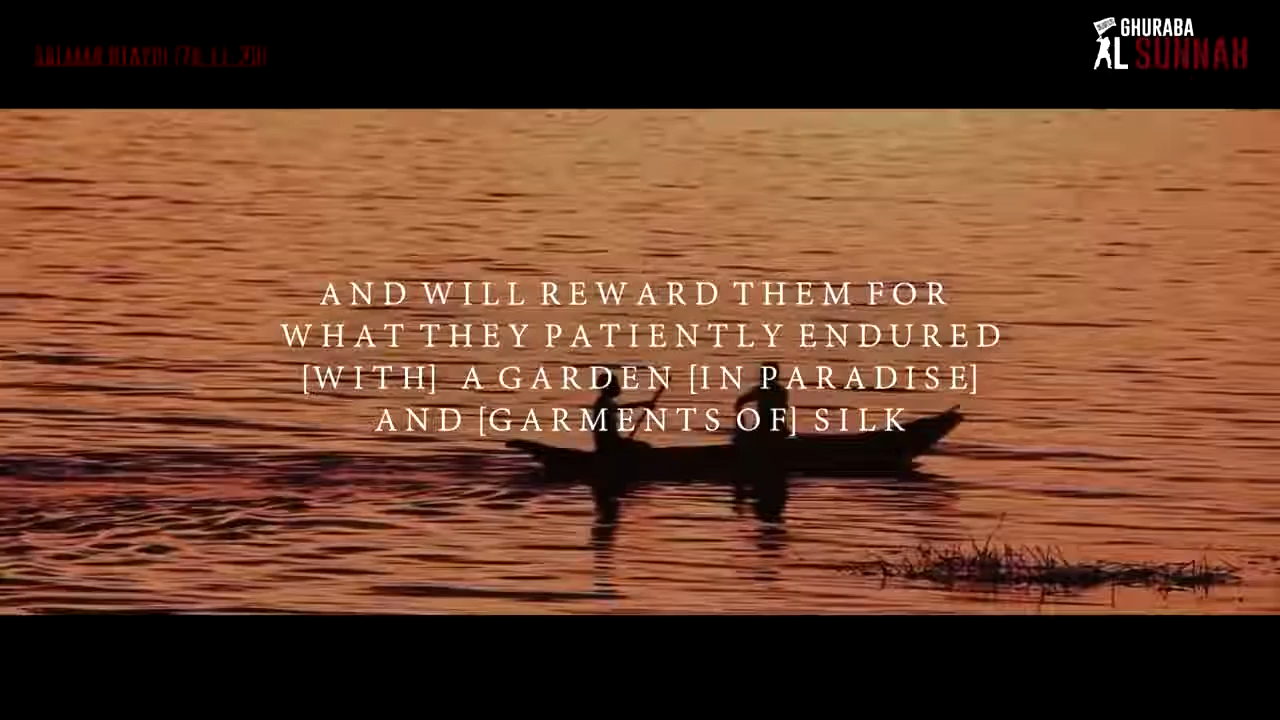 GHURABA
AL SUNNAH
AND WILL REWARD THEM FOR
WHAT THEY PATIENTLY ENDURED
[WITH] A GARDEN [IN PARADISE]
AND [GARMENTS OF] SILK